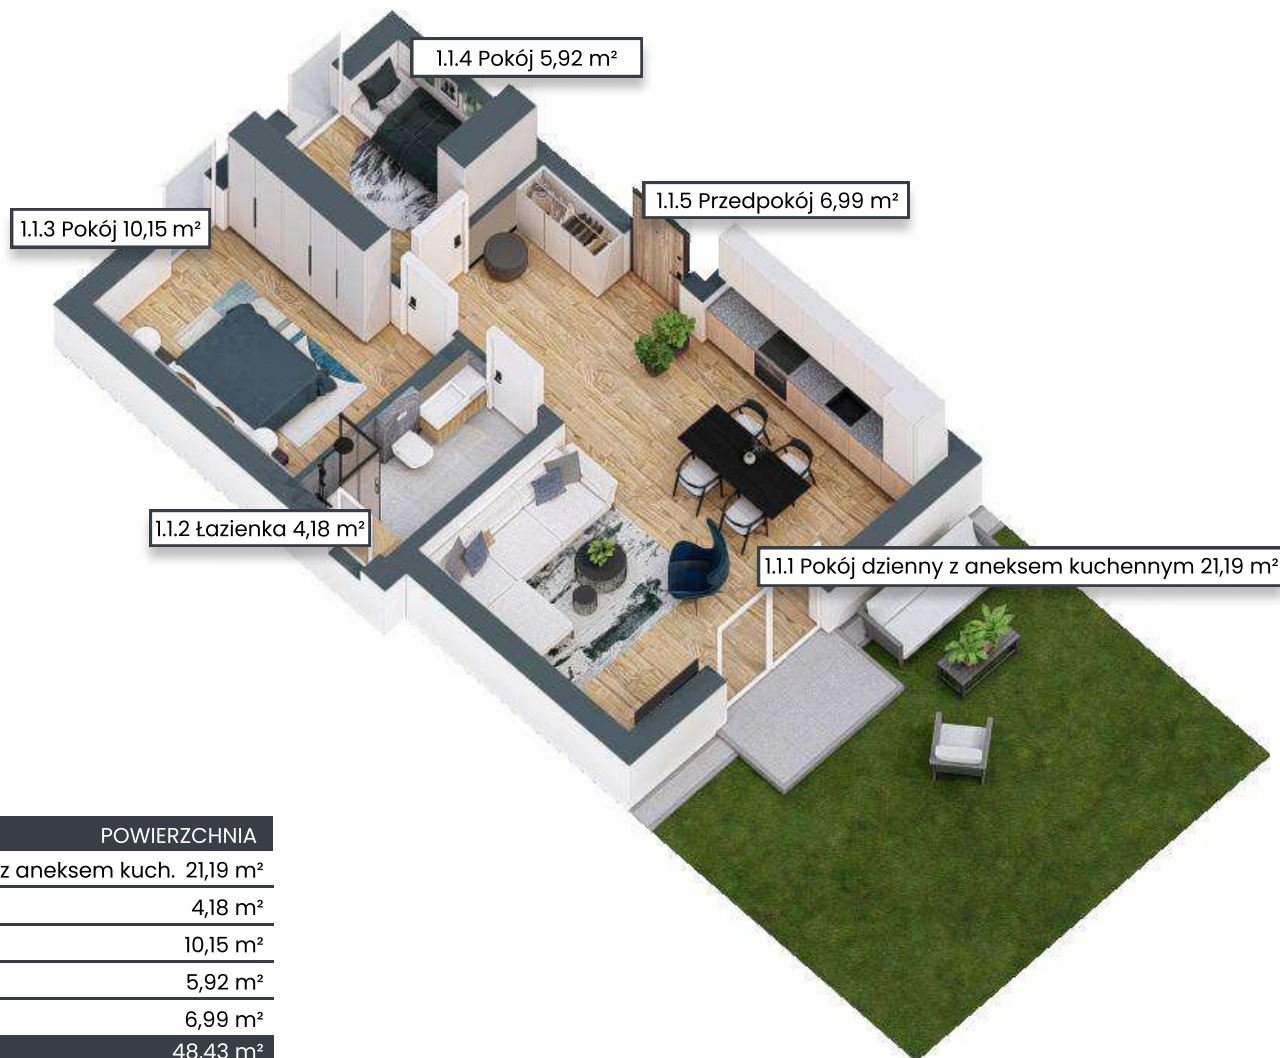 1.1.4 Pokój 5,92 m²
1.1.5 Przedpokój 6,99 m²
1.1.3 Pokój 10,15 m²
1.1.2 Łazienka 4,18 m²
1.1.1 Pokój dzienny z aneksem kuchennym 21,19 m²
POWIERZCHNIA
z aneksem kuch. 21,19 m²
4,18 m²
10,15 m²
5,92 m²
6,99 m²
48,43 m²